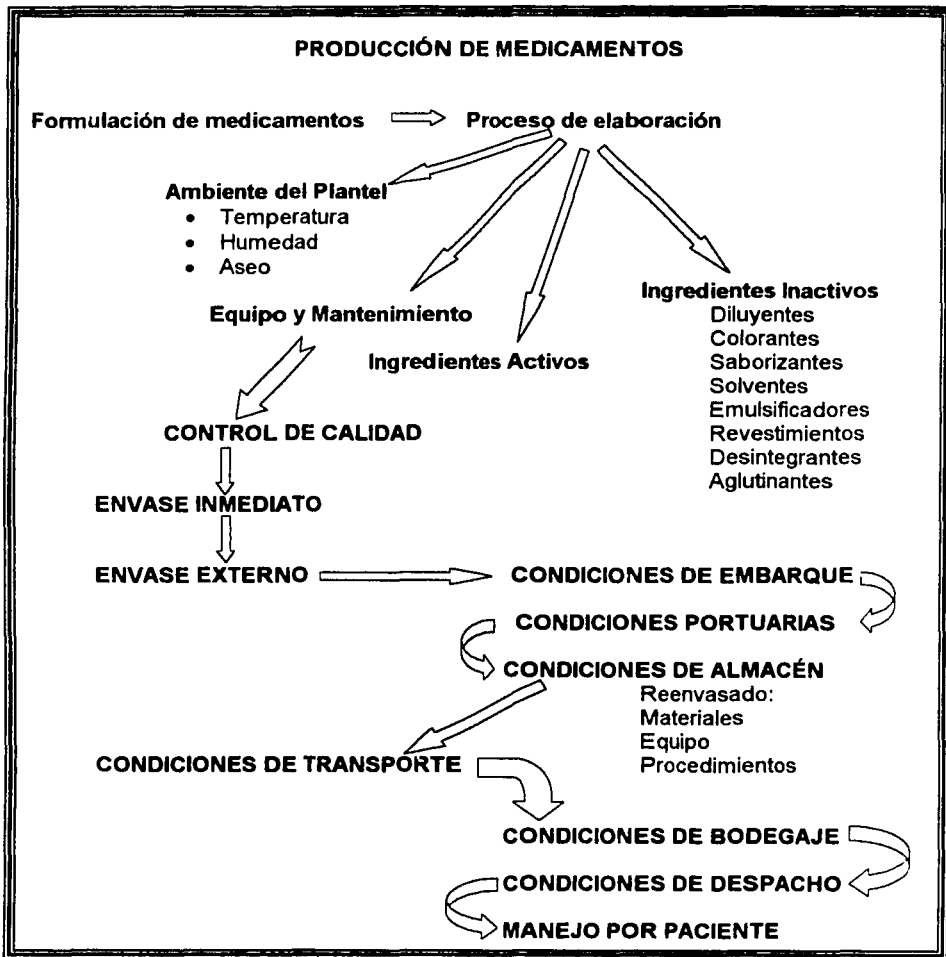 PRODUCCIÓN DE MEDICAMENTOS
Formulación de medicamentos
Proceso de elaboración
Ambiente del Plantel
• Temperatura
• Humedad
• Aseo
Equipo y Mantenimiento
Ingredientes Activos
Ingredientes Inactivos
Diluyentes
Colorantes
Saborizantes
Solventes
Emulsificadores
Revestimientos
Desintegrantes
Aglutinantes
CONTROL DE CALIDAD
ENVASE INMEDIATO
ENVASE EXTERNO
CONDICIONES DE EMBARQUE
CONDICIONES PORTUARIAS
CONDICIONES DE ALMACÉN
Reenvasado:
Materiales
Equipo
Procedimientos
CONDICIONES DE TRANSPORTE
CONDICIONES DE BODEGAJE
CONDICIONES DE DESPACHO
MANEJO POR PACIENTE